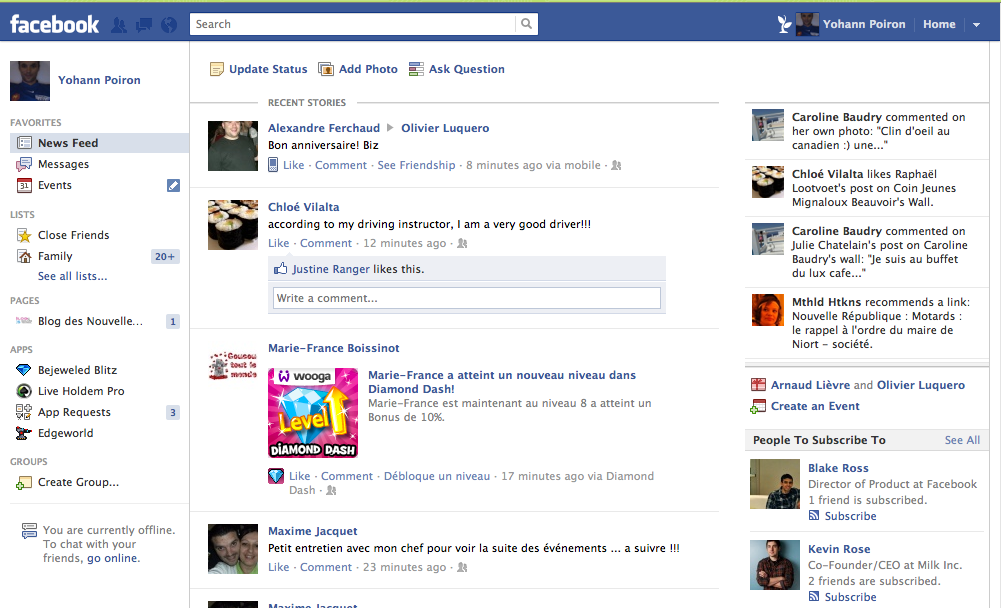 facebook
Search
Yohann Poiron
Home
Yohann Poiron
FAVORITES
News Feed
Messages
31
Events
LISTS
Close Friends
Family
20+
See all lists...
PAGES
Blog des Nouvelle...
1
APPS
Bejeweled Blitz
Live Holdem Pro
App Requests
3
Edgeworld
GROUPS
Create Group...
You are currently offline.
To chat with your
friends, go online.
Update Status
Add Photo
Ask Question
RECENT STORIES
Alexandre Ferchaud ▶ Olivier Luquero
Bon anniversaire! Biz
Like · Comment · See Friendship · 8 minutes ago via mobile ·
Chloé Vilalta
according to my driving instructor, I am a very good driver!!!
Like · Comment · 12 minutes ago ·
Justine Ranger likes this.
Write a comment...
Coucou
tout le
monde
Marie-France Boissinot
wooga
Level 1
DIAMOND DASH
Marie-France a atteint un nouveau niveau dans
Diamond Dash!
Marie-France est maintenant au niveau 8 a atteint un
Bonus de 10%.
Like · Comment · Débloque un niveau · 17 minutes ago via Diamond
Dash ·
Maxime Jacquet
Petit entretien avec mon chef pour voir la suite des événements ... a suivre !!!
Like · Comment · 23 minutes ago ·
Maxime Jacquet
Caroline Baudry commented on
her own photo: "Clin d'oeil au
canadien :) une..."
Chloé Vilalta likes Raphaël
Lootvoet's post on Coin Jeunes
Mignaloux Beauvoir's Wall.
Caroline Baudry commented on
Julie Chatelain's post on Caroline
Baudry's wall: "Je suis au buffet
du lux cafe..."
Mthld Htkns recommends a link:
Nouvelle République : Motards :
le rappel à l'ordre du maire de
Niort – société.
Arnaud Lièvre and Olivier Luquero
Create an Event
People To Subscribe To
See All
Blake Ross
Director of Product at Facebook
1 friend is subscribed.
Subscribe
Kevin Rose
Co-Founder/CEO at Milk Inc.
2 friends are subscribed.
Subscribe